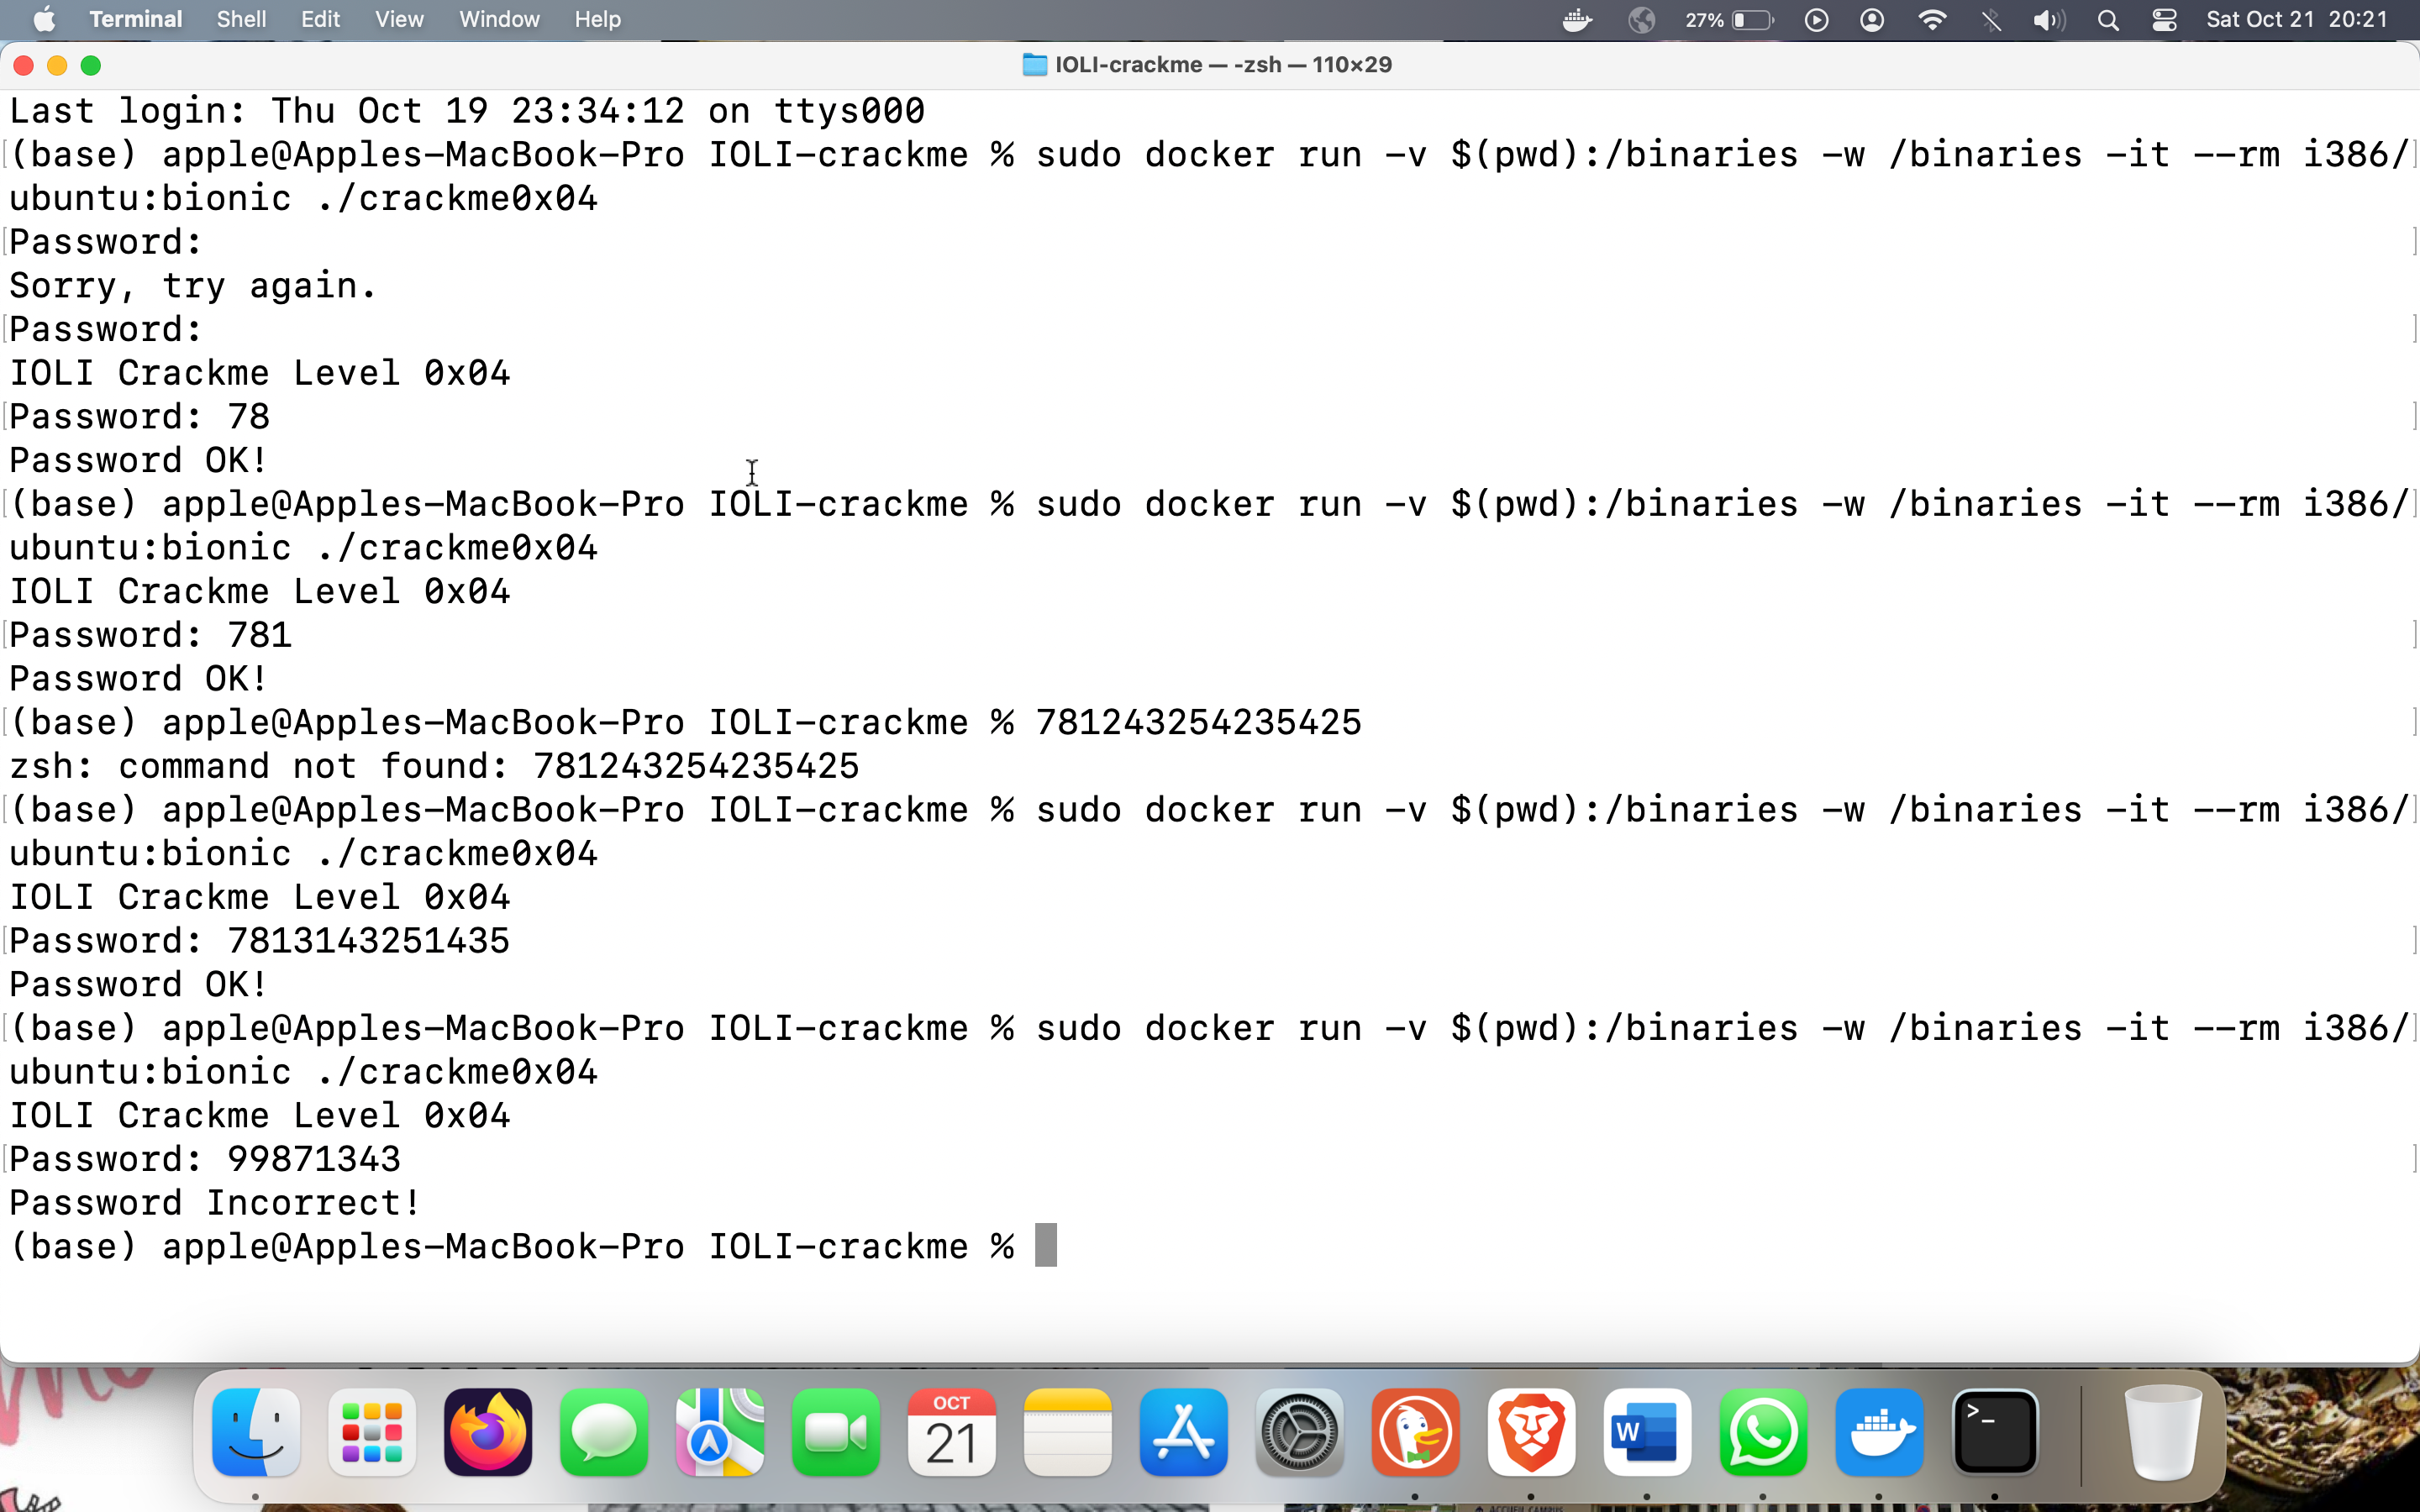 Terminal Shell Edit View Window Help 27% Sat Oct 21 20:21
IOLI-crackme — -zsh — 110×29
Last login: Thu Oct 19 23:34:12 on ttys000
(base) apple@Apples-MacBook-Pro IOLI-crackme % sudo docker run -v $(pwd):/binaries -w /binaries -it --rm i386/
ubuntu:bionic ./crackme0x04
Password:
Sorry, try again.
Password:
IOLI Crackme Level 0x04
Password: 78
Password OK!
(base) apple@Apples-MacBook-Pro IOLI-crackme % sudo docker run -v $(pwd):/binaries -w /binaries -it --rm i386/
ubuntu:bionic ./crackme0x04
IOLI Crackme Level 0x04
Password: 781
Password OK!
(base) apple@Apples-MacBook-Pro IOLI-crackme % 781243254235425
zsh: command not found: 781243254235425
(base) apple@Apples-MacBook-Pro IOLI-crackme % sudo docker run -v $(pwd):/binaries -w /binaries -it --rm i386/
ubuntu:bionic ./crackme0x04
IOLI Crackme Level 0x04
Password: 7813143251435
Password OK!
(base) apple@Apples-MacBook-Pro IOLI-crackme % sudo docker run -v $(pwd):/binaries -w /binaries -it --rm i386/
ubuntu:bionic ./crackme0x04
IOLI Crackme Level 0x04
Password: 99871343
Password Incorrect!
(base) apple@Apples-MacBook-Pro IOLI-crackme %
OCT
21
W
>_
ACCUEIL CAMPUS